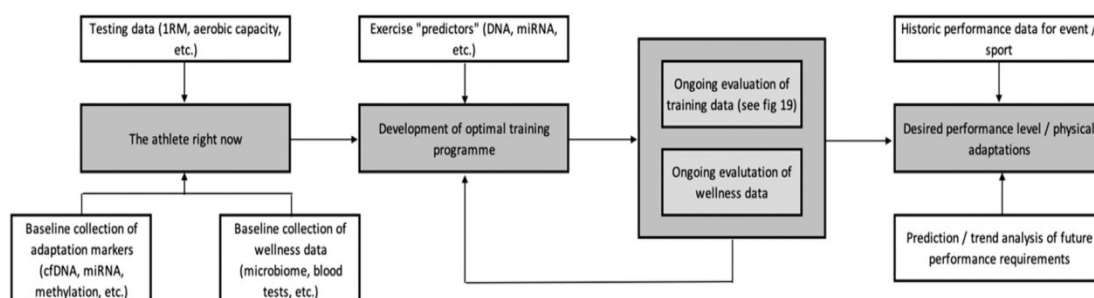 Testing data (1RM, aerobic capacity,
etc.)
Exercise "predictors" (DNA, miRNA,
etc.)
Historic performance data for event /
sport
Ongoing evaluation of
training data (see fig 19)
The athlete right now
Development of optimal training
programme
Desired performance level / physical
adaptations
Ongoing evalutation of
wellness data
Baseline collection of
adaptation markers
(cfDNA, miRNA,
methylation, etc.)
Baseline collection of
wellness data
(microbiome, blood
tests, etc.)
Prediction / trend analysis of future
performance requirements